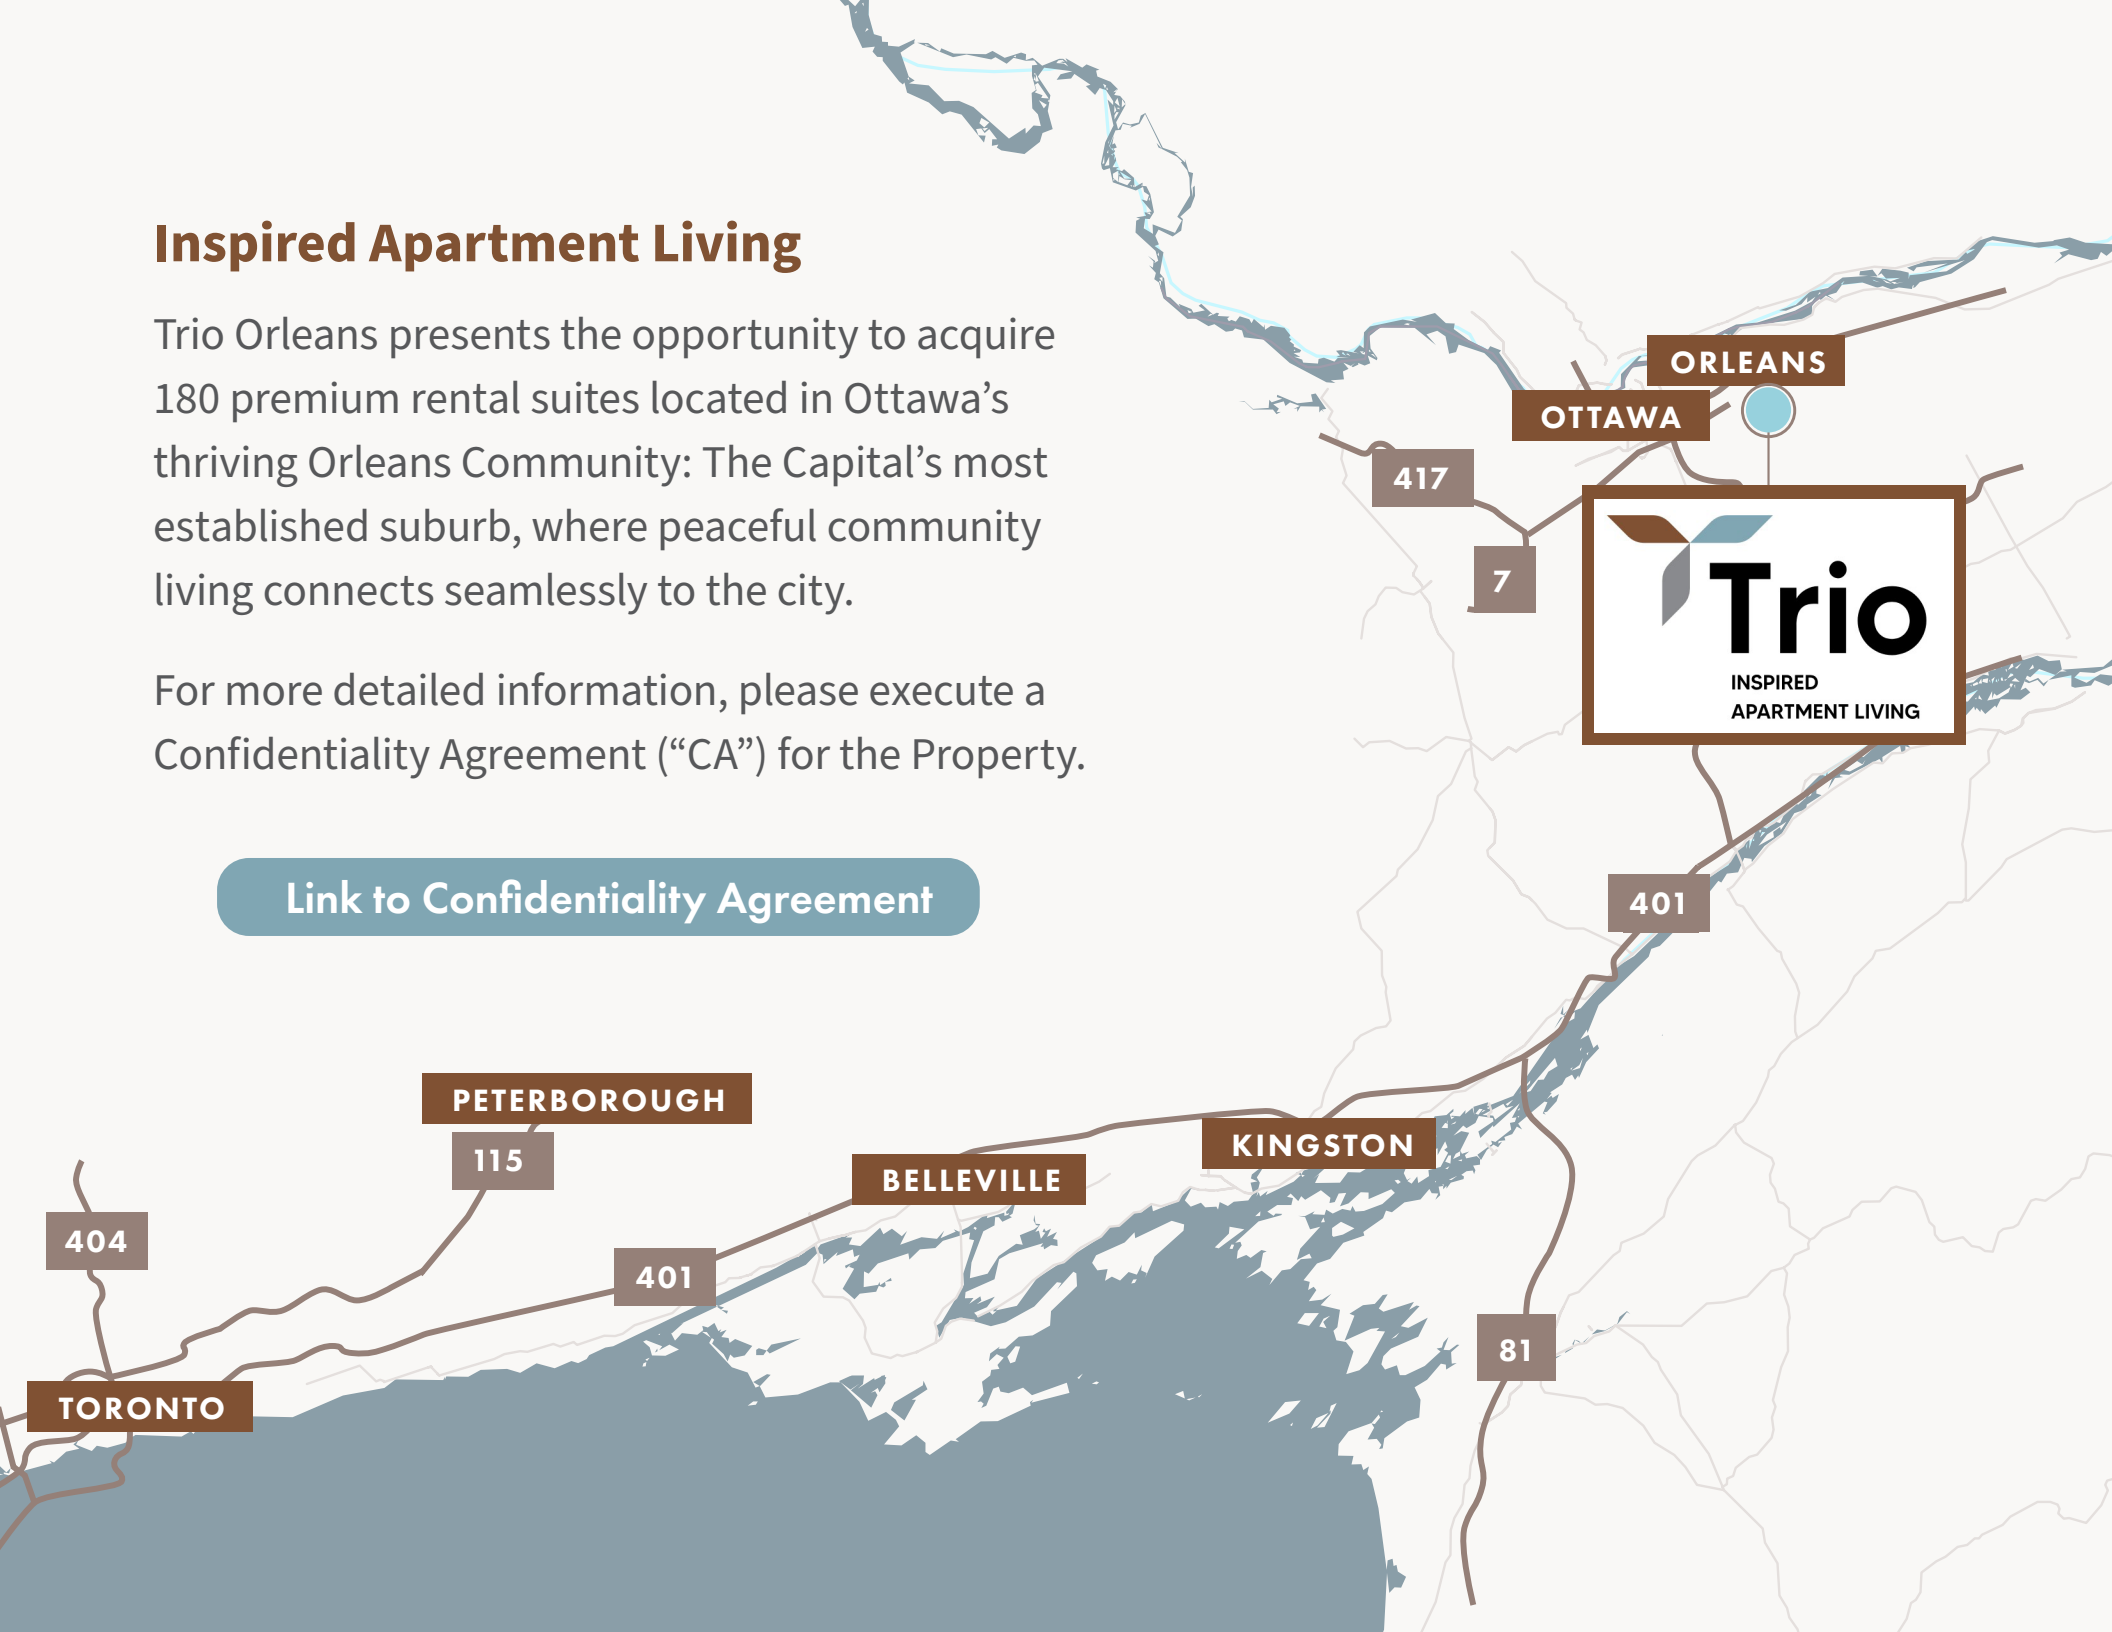 Inspired Apartment Living
Trio Orleans presents the opportunity to acquire
180 premium rental suites located in Ottawa’s
thriving Orleans Community: The Capital’s most
established suburb, where peaceful community
living connects seamlessly to the city.
For more detailed information, please execute a
Confidentiality Agreement (“CA”) for the Property.
Link to Confidentiality Agreement
ORLEANS
OTTAWA
417
7
Trio
INSPIRED
APARTMENT LIVING
401
PETERBOROUGH
115
KINGSTON
BELLEVILLE
404
401
81
TORONTO